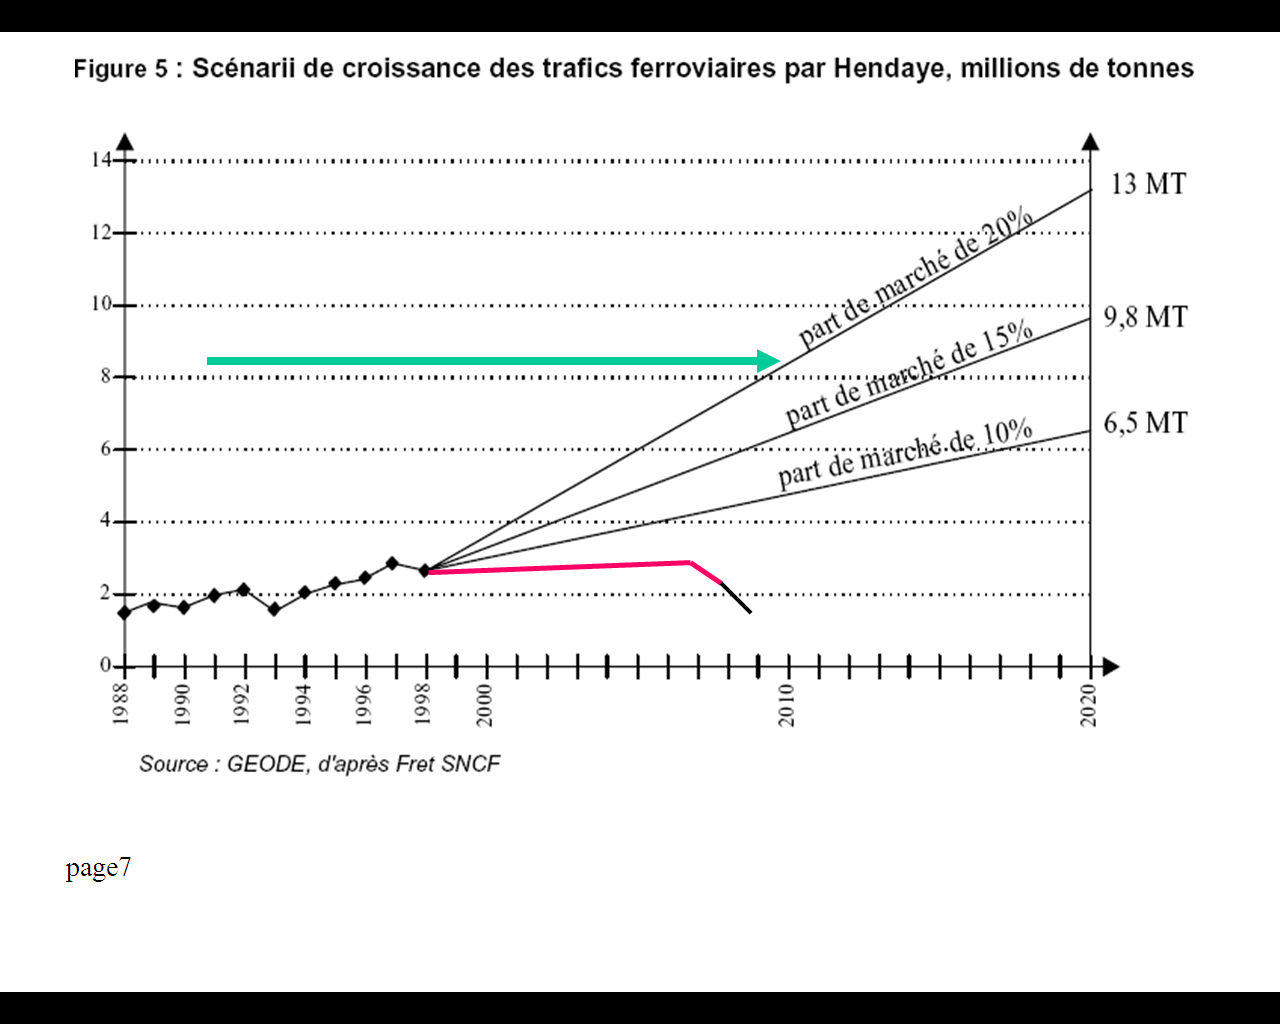 Figure 5 : Scénarii de croissance des trafics ferroviaires par Hendaye, millions de tonnes
14
13 MT
part de marché de 20%
12
10
9,8 MT
part de marché de 15%
8
6,5 MT
part de marché de 10%
6
4
2
0
1988 1990 1992 1994 1996 1998 2000 2010 2020
Source : GEODE, d'après Fret SNCF
page7